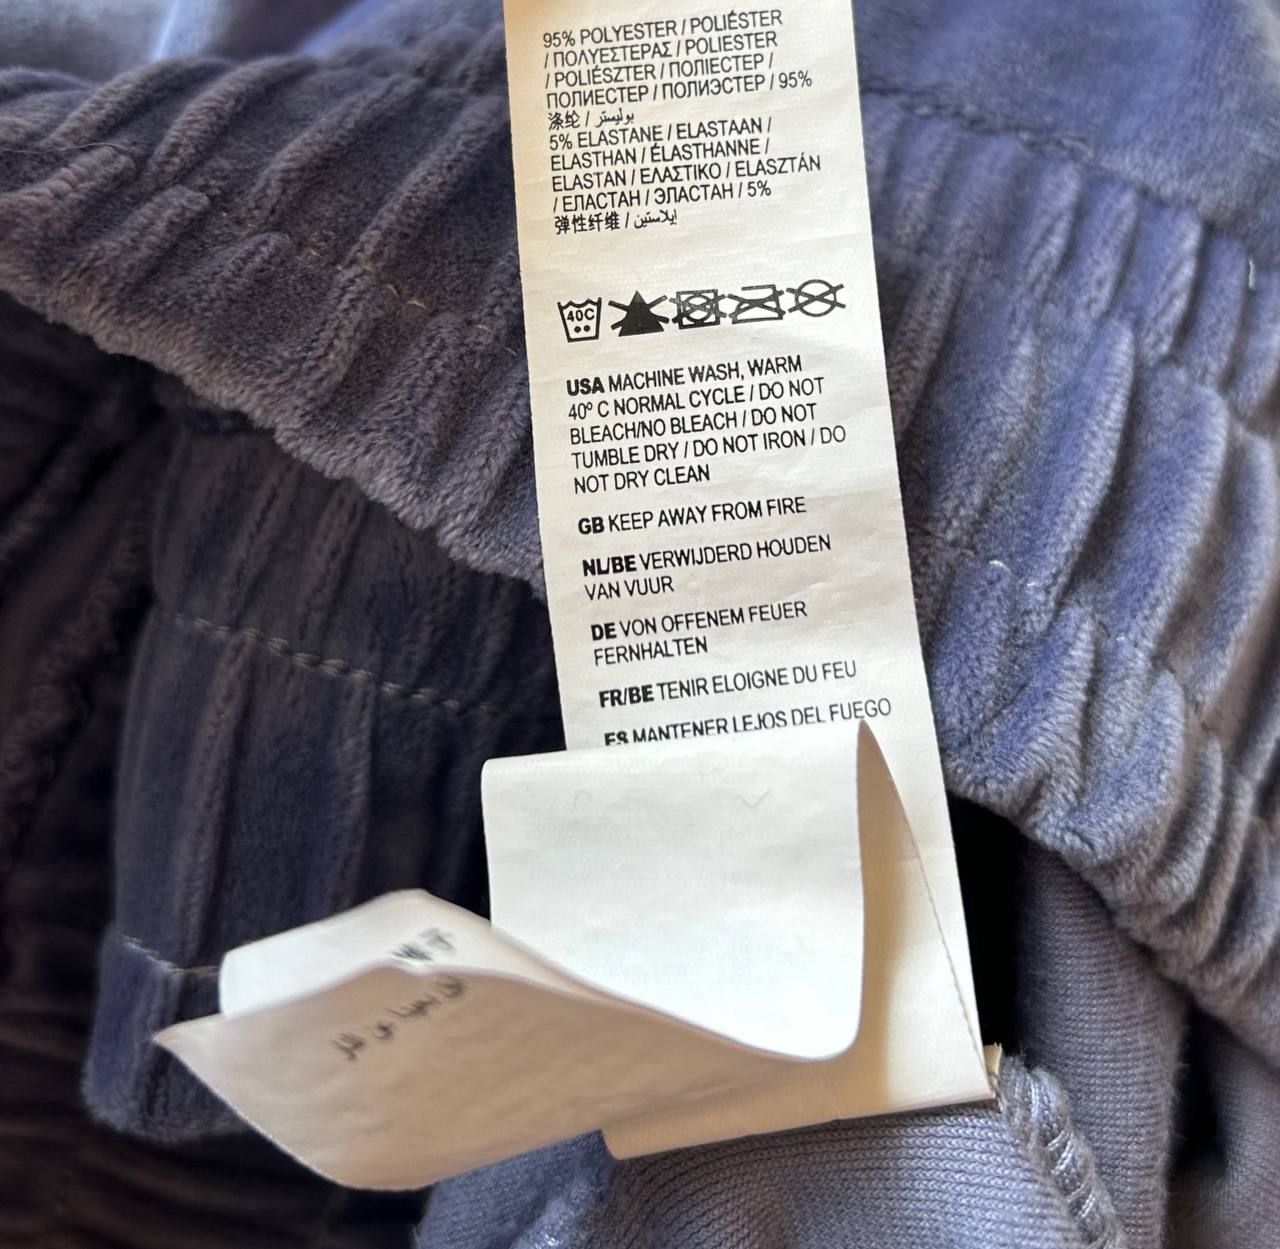 95% POLYESTER / POLIÉSTER
/ ΠΟΛΥΕΣΤΕΡΑΣ / POLIESTER
/ POLIÉSZTER / ПОЛІЕСТЕР /
ПОЛИЕСТЕР / ПОЛИЭСТЕР / 95%
涤纶 / بوليستر
5% ELASTANE / ELASTAAN /
ELASTHAN / ÉLASTHANNE /
ELASTAN / ΕΛΑΣΤΙΚΟ / ELASZTÁN
/ ЕЛАСТАН / ЭЛАСТАН / 5%
弹性纤维 / إيلاستين
40C
USA MACHINE WASH, WARM
40º C NORMAL CYCLE / DO NOT
BLEACH/NO BLEACH / DO NOT
TUMBLE DRY / DO NOT IRON / DO
NOT DRY CLEAN
GB KEEP AWAY FROM FIRE
NL/BE VERWIJDERD HOUDEN
VAN VUUR
DE VON OFFENEM FEUER
FERNHALTEN
FR/BE TENIR ELOIGNE DU FEU
ES MANTENER LEJOS DEL FUEGO